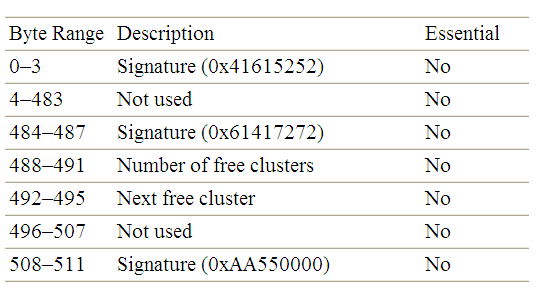 Byte Range Description Essential
0–3 Signature (0x41615252) No
4–483 Not used No
484–487 Signature (0x61417272) No
488–491 Number of free clusters No
492–495 Next free cluster No
496–507 Not used No
508–511 Signature (0xAA550000) No